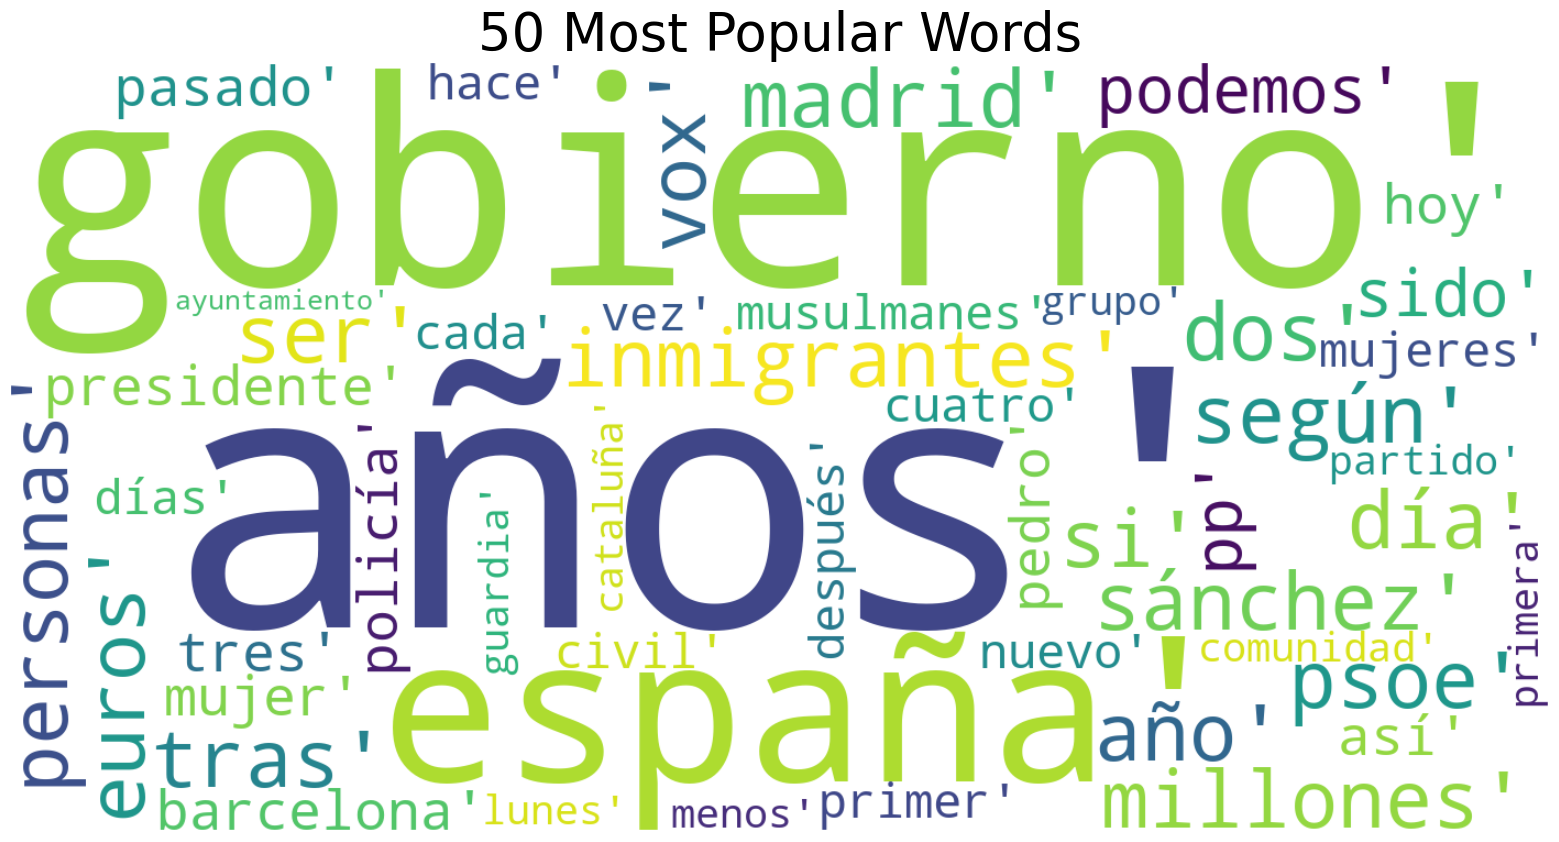 50 Most Popular Words
pasado'
hace'
vox'
madrid'
podemos'
gobierno'
hoy'
ayuntamiento'
ser'
cada'
vez'
musulmanes'
grupo'
dos'
sido'
inmigrantes'
mujeres'
presidente'
años'
cuatro'
según'
partido'
personas'
días'
policía'
guardia'
cataluña'
después'
pedro'
si'
pp'
día'
primera'
sánchez'
euros'
tres'
civil'
nuevo'
comunidad'
mujer'
españa'
psoe'
tras'
año'
así'
barcelona'
lunes'
menos'
primer'
millones'